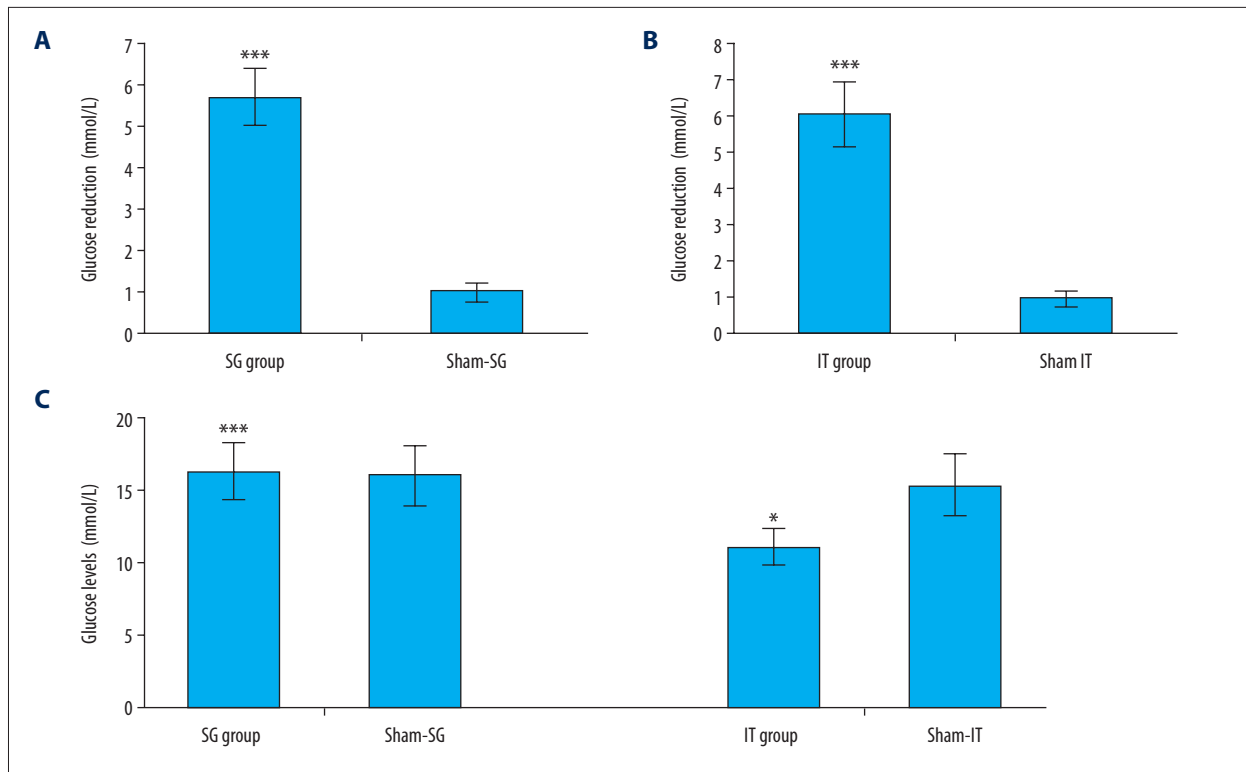 A
Glucose reduction (mmol/L)
7
6
5
4
3
2
1
0
***
SG group
Sham-SG
B
Glucose reduction (mmol/L)
8
7
6
5
4
3
2
1
0
***
IT group
Sham IT
C
Glucose levels (mmol/L)
20
15
10
5
0
***
*
SG group
Sham-SG
IT group
Sham-IT